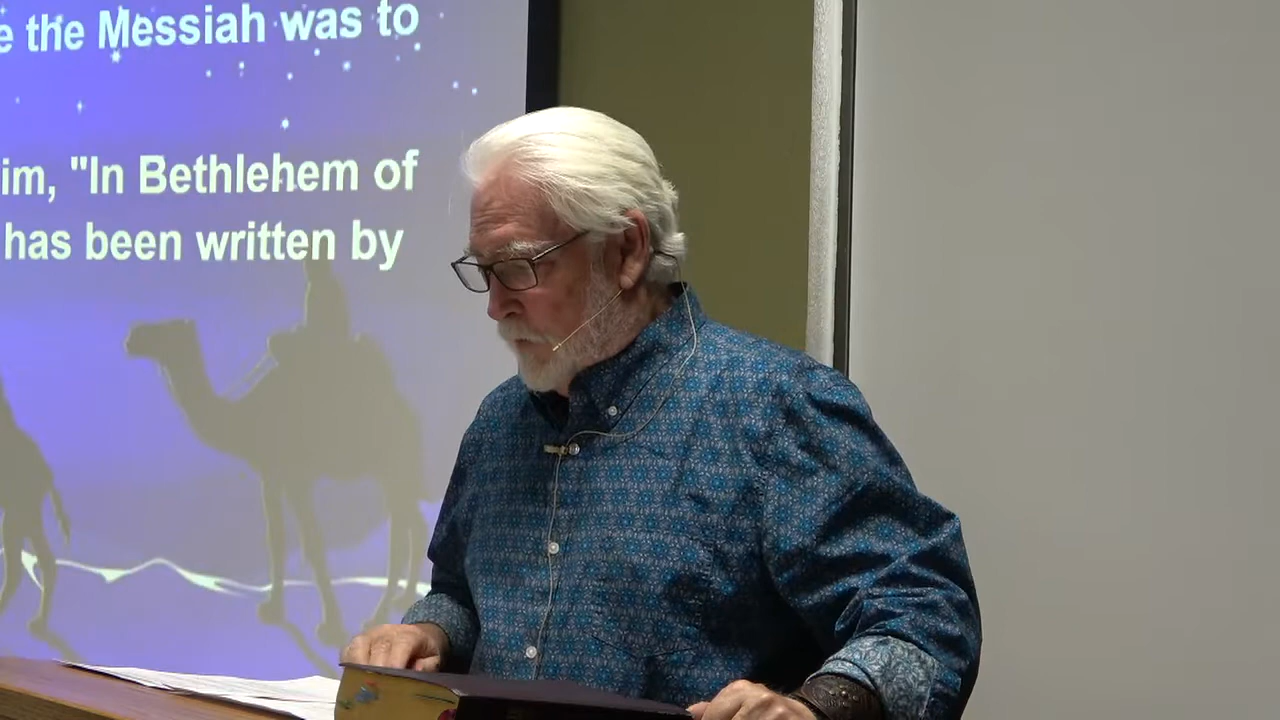 e the Messiah was to
im, "In Bethlehem of
has been written by